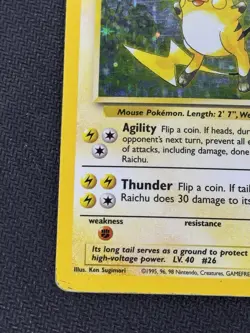 Mouse Pokémon. Length: 2' 7", We
Agility Flip a coin. If heads, dur
opponent's next turn, prevent all e
of attacks, including damage, done
Raichu.
Thunder Flip a coin. If tail
Raichu does 30 damage to its
weakness
resistance
Its long tail serves as a ground to protect
high-voltage power. LV. 40 #26
Illus. Ken Sugimori
©1995, 96, 98 Nintendo, Creatures, GAMEFRE